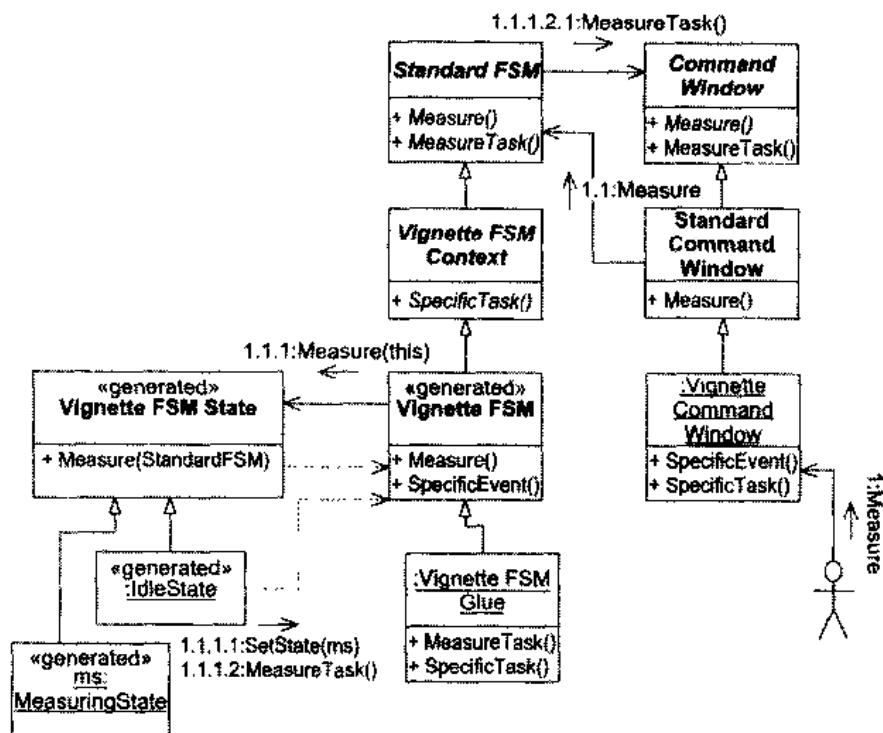 1.1.1.2.1:MeasureTask()
Standard FSM
+ Measure()
+ MeasureTask()
Command
Window
+ Measure()
+ MeasureTask()
1.1:Measure
Vignette FSM
Context
+ SpecificTask()
Standard
Command
Window
+ Measure()
1.1.1:Measure(this)
«generated»
Vignette FSM State
+ Measure(StandardFSM)
«generated»
Vignette FSM
+ Measure()
+ SpecificEvent()
:Vignette
Command
Window
+ SpecificEvent()
+ SpecificTask()
1:Measure
«generated»
:IdleState
:Vignette FSM
Glue
+ MeasureTask()
+ SpecificTask()
1.1.1.1:SetState(ms)
1.1.1.2:MeasureTask()
«generated»
ms:
MeasuringState